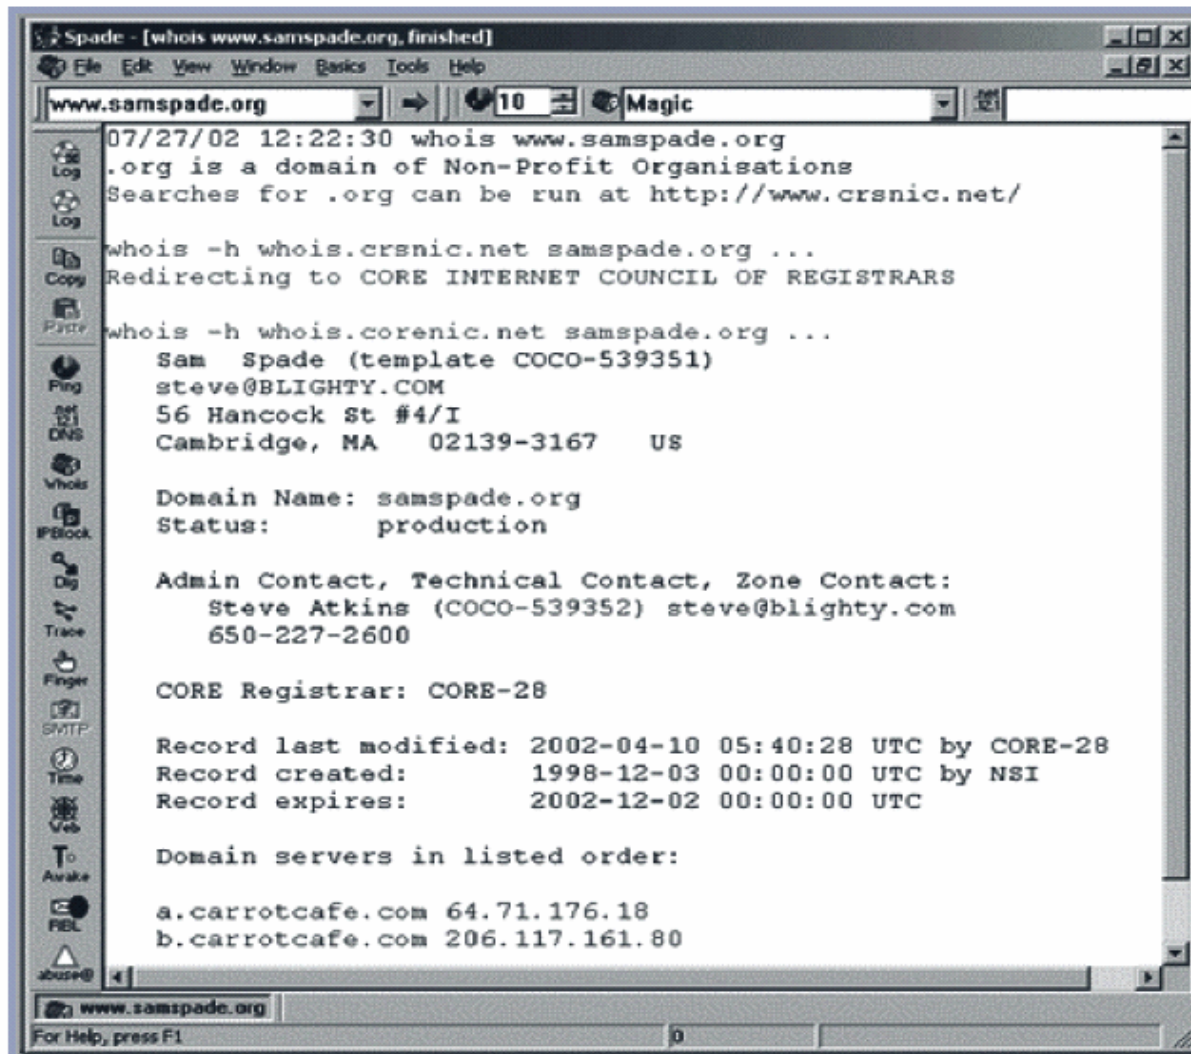 Spade - [whois www.samspade.org, finished]
File Edit View Window Basics Tools Help
www.samspade.org 10 Magic
07/27/02 12:22:30 whois www.samspade.org
.org is a domain of Non-Profit Organisations
Searches for .org can be run at http://www.crsnic.net/
whois -h whois.crsnic.net samspade.org ...
Redirecting to CORE INTERNET COUNCIL OF REGISTRARS
whois -h whois.corenic.net samspade.org ...
Sam Spade (template COCO-539351)
steve@BLIGHTY.COM
56 Hancock St #4/I
Cambridge, MA 02139-3167 US
Domain Name: samspade.org
Status: production
Admin Contact, Technical Contact, Zone Contact:
Steve Atkins (COCO-539352) steve@blighty.com
650-227-2600
CORE Registrar: CORE-28
Record last modified: 2002-04-10 05:40:28 UTC by CORE-28
Record created: 1998-12-03 00:00:00 UTC by NSI
Record expires: 2002-12-02 00:00:00 UTC
Domain servers in listed order:
a.carrotcafe.com 64.71.176.18
b.carrotcafe.com 206.117.161.80
Log
Log
Copy
Paste
Ping
DNS
Whois
IPBlock
Dig
Trace
Finger
SMTP
Time
Web
Awake
RBL
abuse@
www.samspade.org
For Help, press F1
0